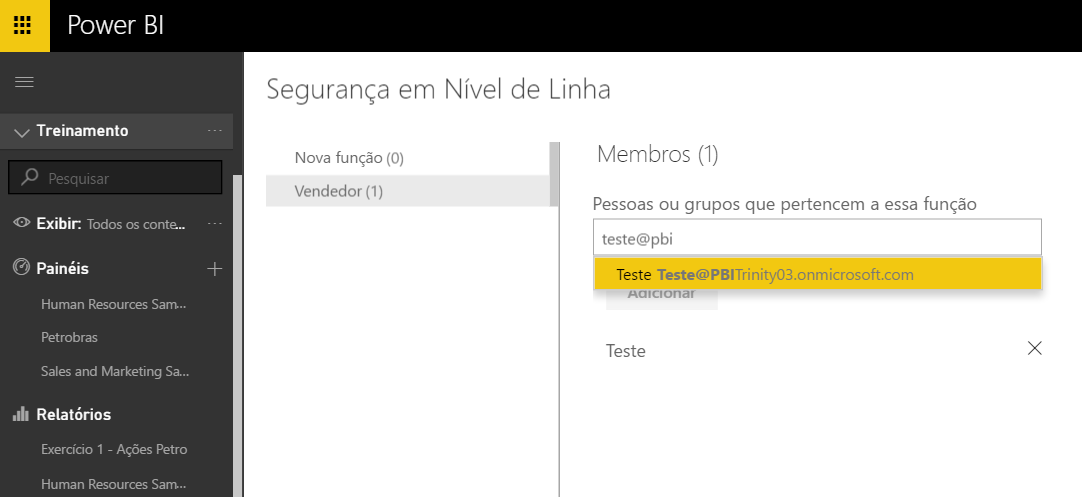 Power BI
Treinamento
Pesquisar
Exibir: Todos os conte...
Painéis
Human Resources Sam...
Petrobras
Sales and Marketing Sa...
Relatórios
Exercício 1 - Ações Petro
Human Resources Sam...
Segurança em Nível de Linha
Nova função (0)
Vendedor (1)
Membros (1)
Pessoas ou grupos que pertencem a essa função
teste@pbi
Teste Teste@PBITrinity03.onmicrosoft.com
Adicionar
Teste